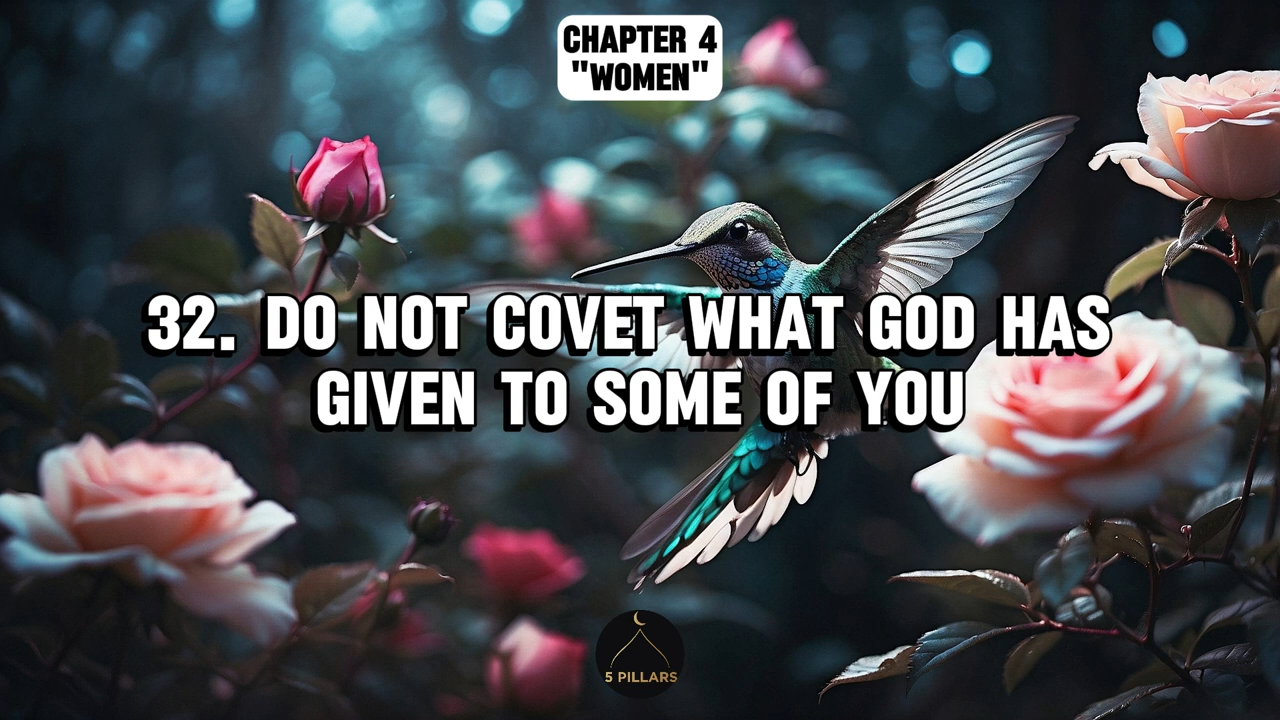 CHAPTER 4
"WOMEN"
32. DO NOT COVET WHAT GOD HAS
GIVEN TO SOME OF YOU
5 PILLARS